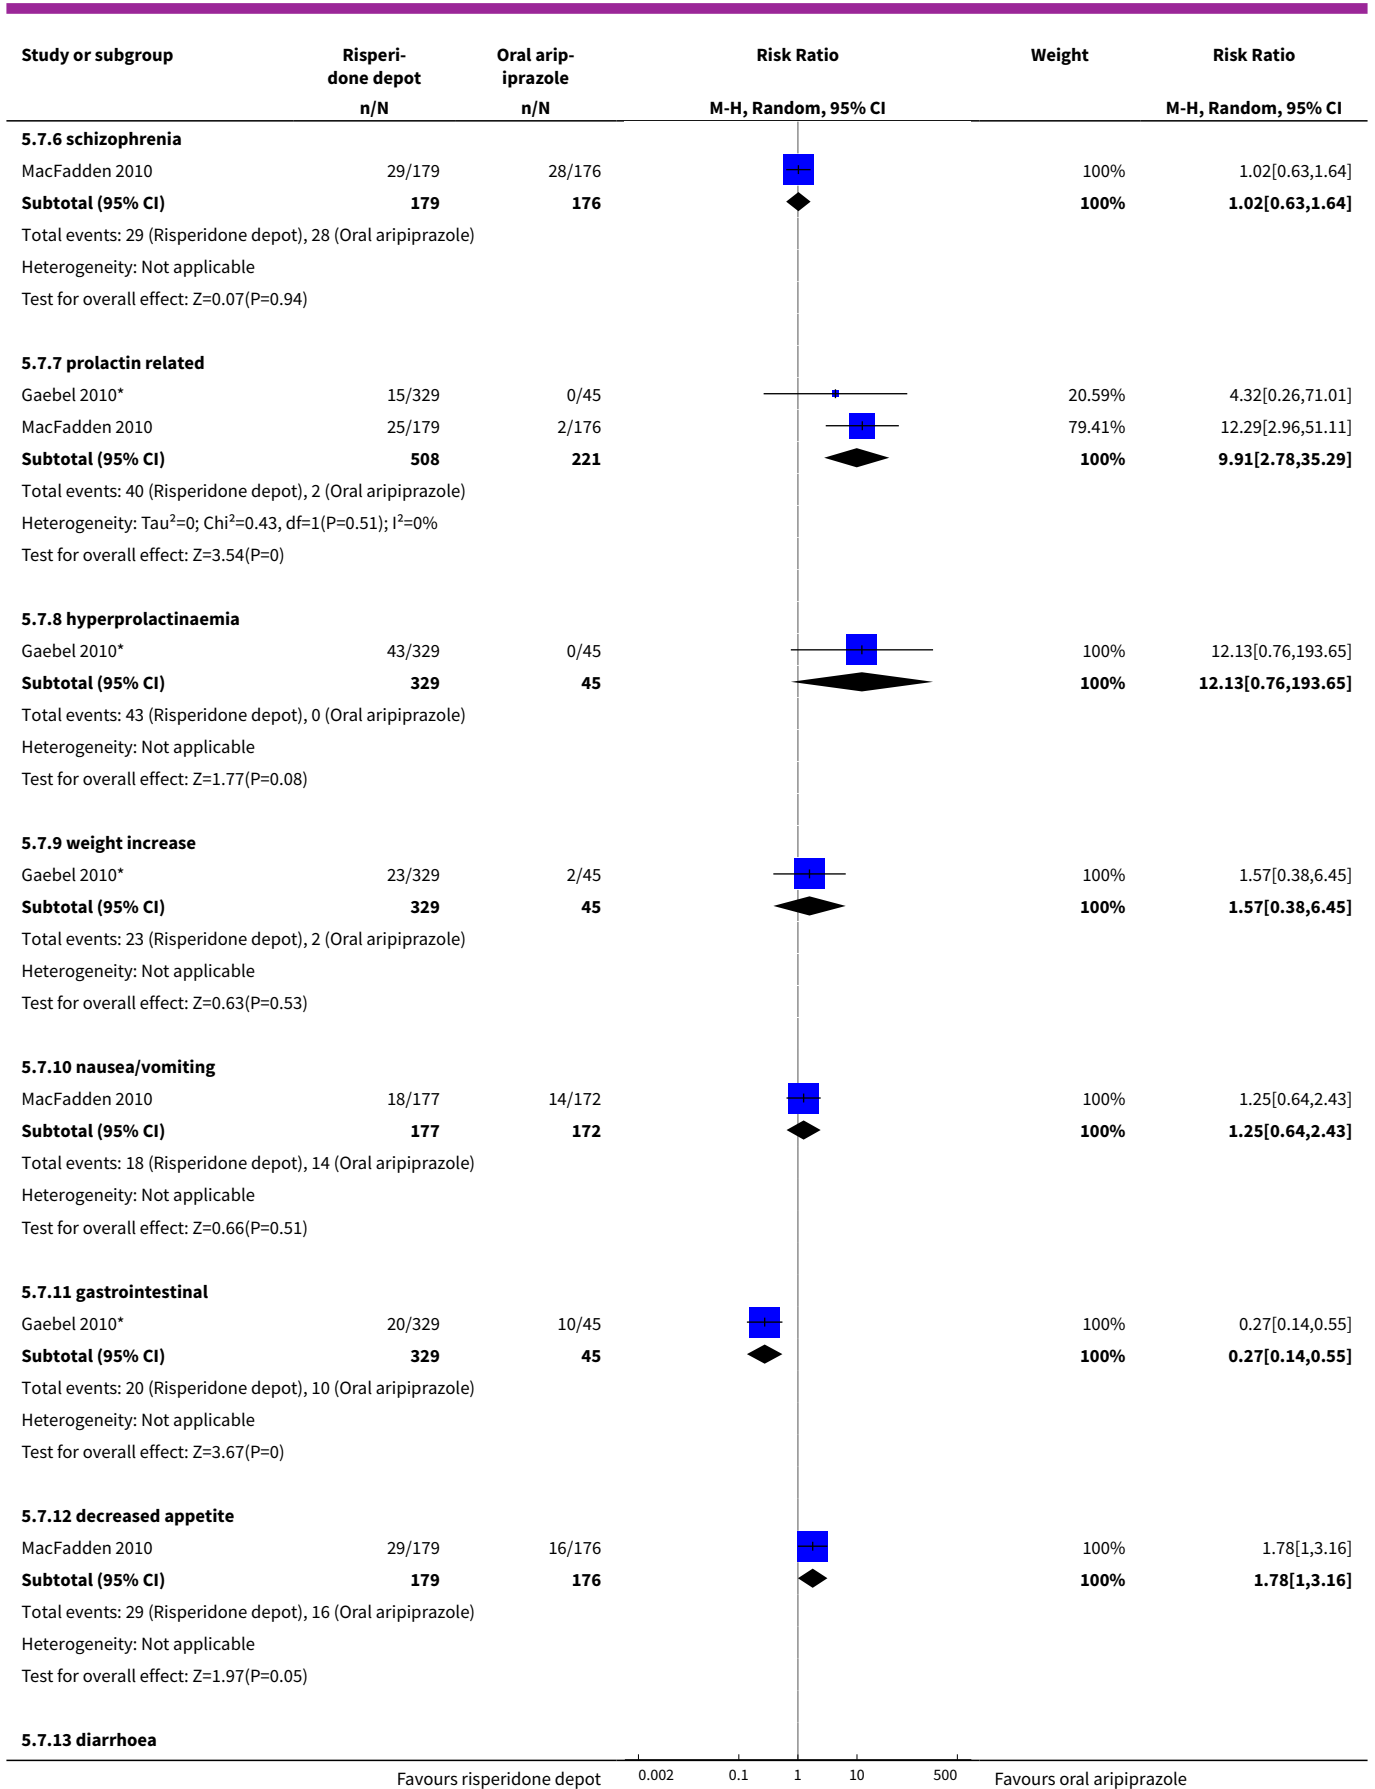 Study or subgroup Risperi- Oral arip- Risk Ratio Weight Risk Ratio
done depot iprazole
n/N n/N M-H, Random, 95% CI M-H, Random, 95% CI
5.7.6 schizophrenia
MacFadden 2010 29/179 28/176 100% 1.02[0.63,1.64]
Subtotal (95% CI) 179 176 100% 1.02[0.63,1.64]
Total events: 29 (Risperidone depot), 28 (Oral aripiprazole)
Heterogeneity: Not applicable
Test for overall effect: Z=0.07(P=0.94)
5.7.7 prolactin related
Gaebel 2010* 15/329 0/45 20.59% 4.32[0.26,71.01]
MacFadden 2010 25/179 2/176 79.41% 12.29[2.96,51.11]
Subtotal (95% CI) 508 221 100% 9.91[2.78,35.29]
Total events: 40 (Risperidone depot), 2 (Oral aripiprazole)
Heterogeneity: Tau²=0; Chi²=0.43, df=1(P=0.51); I²=0%
Test for overall effect: Z=3.54(P=0)
5.7.8 hyperprolactinaemia
Gaebel 2010* 43/329 0/45 100% 12.13[0.76,193.65]
Subtotal (95% CI) 329 45 100% 12.13[0.76,193.65]
Total events: 43 (Risperidone depot), 0 (Oral aripiprazole)
Heterogeneity: Not applicable
Test for overall effect: Z=1.77(P=0.08)
5.7.9 weight increase
Gaebel 2010* 23/329 2/45 100% 1.57[0.38,6.45]
Subtotal (95% CI) 329 45 100% 1.57[0.38,6.45]
Total events: 23 (Risperidone depot), 2 (Oral aripiprazole)
Heterogeneity: Not applicable
Test for overall effect: Z=0.63(P=0.53)
5.7.10 nausea/vomiting
MacFadden 2010 18/177 14/172 100% 1.25[0.64,2.43]
Subtotal (95% CI) 177 172 100% 1.25[0.64,2.43]
Total events: 18 (Risperidone depot), 14 (Oral aripiprazole)
Heterogeneity: Not applicable
Test for overall effect: Z=0.66(P=0.51)
5.7.11 gastrointestinal
Gaebel 2010* 20/329 10/45 100% 0.27[0.14,0.55]
Subtotal (95% CI) 329 45 100% 0.27[0.14,0.55]
Total events: 20 (Risperidone depot), 10 (Oral aripiprazole)
Heterogeneity: Not applicable
Test for overall effect: Z=3.67(P=0)
5.7.12 decreased appetite
MacFadden 2010 29/179 16/176 100% 1.78[1,3.16]
Subtotal (95% CI) 179 176 100% 1.78[1,3.16]
Total events: 29 (Risperidone depot), 16 (Oral aripiprazole)
Heterogeneity: Not applicable
Test for overall effect: Z=1.97(P=0.05)
5.7.13 diarrhoea
Favours risperidone depot 0.002 0.1 1 10 500 Favours oral aripiprazole